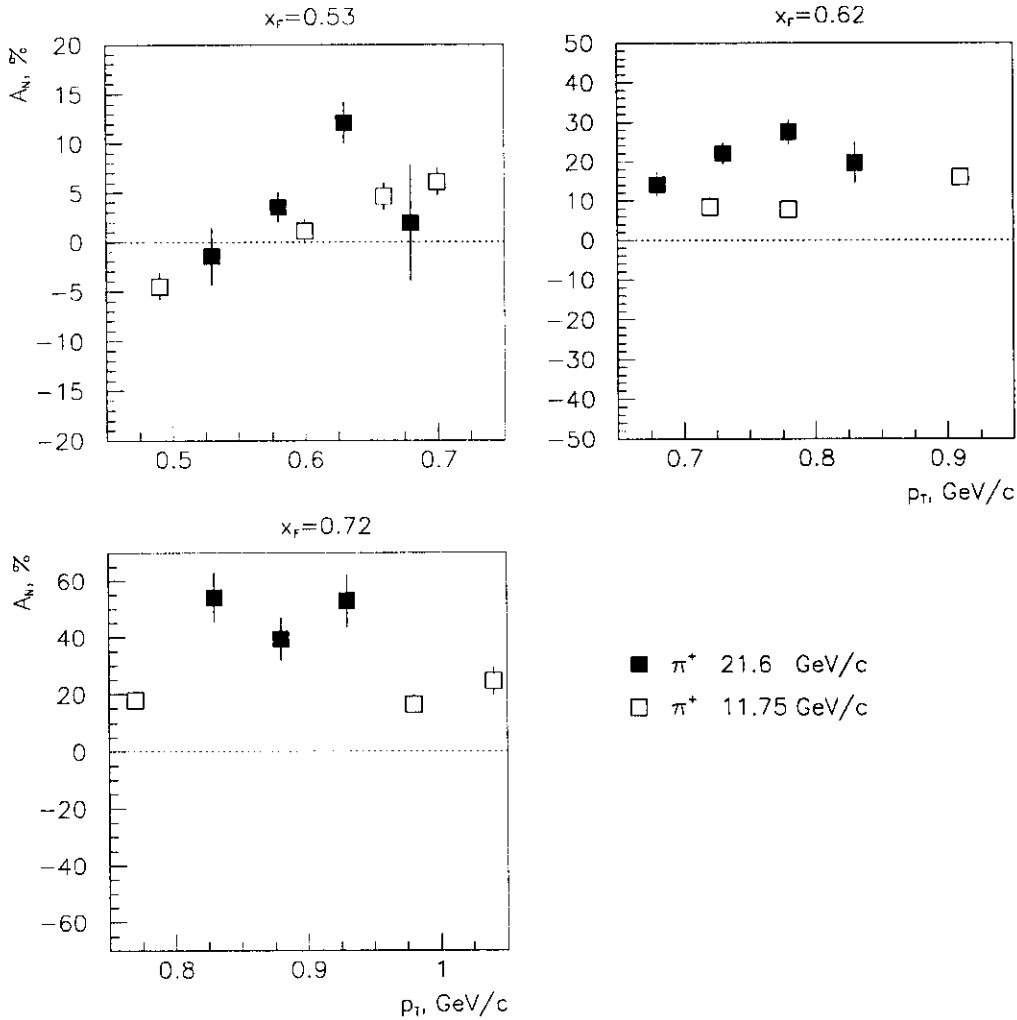 x_F=0.53
A_N, %
20
15
10
5
0
−5
−10
−15
−20
0.5 0.6 0.7
x_F=0.62
50
40
30
20
10
0
−10
−20
−30
−40
−50
0.7 0.8 0.9
p_T, GeV/c
x_F=0.72
A_N, %
60
40
20
0
−20
−40
−60
0.8 0.9 1
p_T, GeV/c
■ π⁺ 21.6 GeV/c
□ π⁺ 11.75 GeV/c